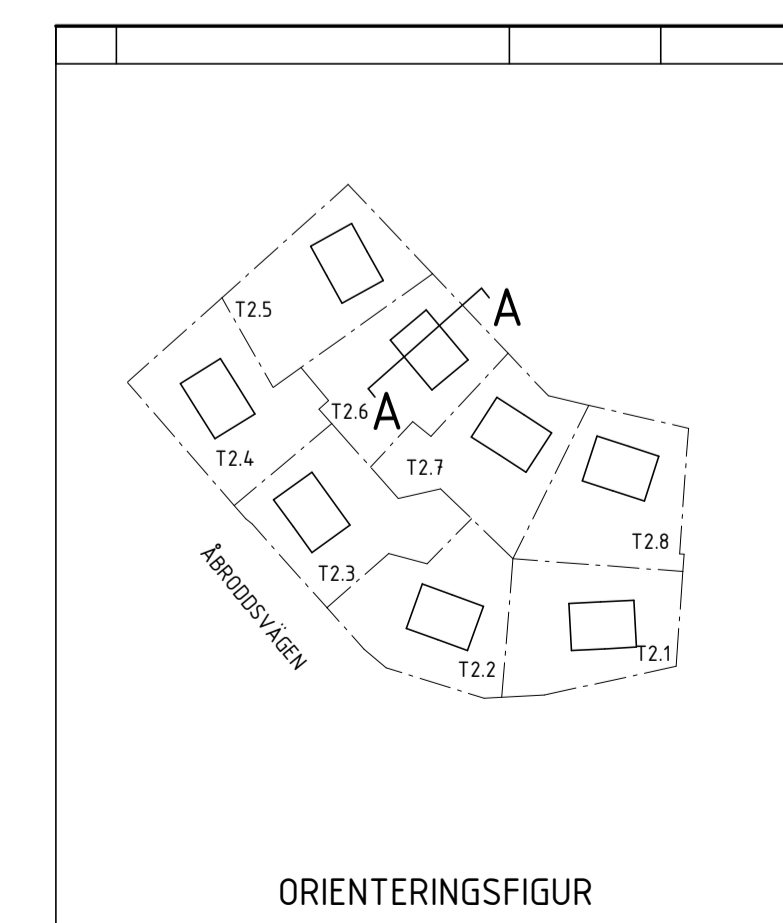 T2.5
A
T2.6
A
T2.4
T2.7
T2.8
T2.3
ÅBRODDSVÄGEN
T2.1
T2.2
ORIENTERINGSFIGUR